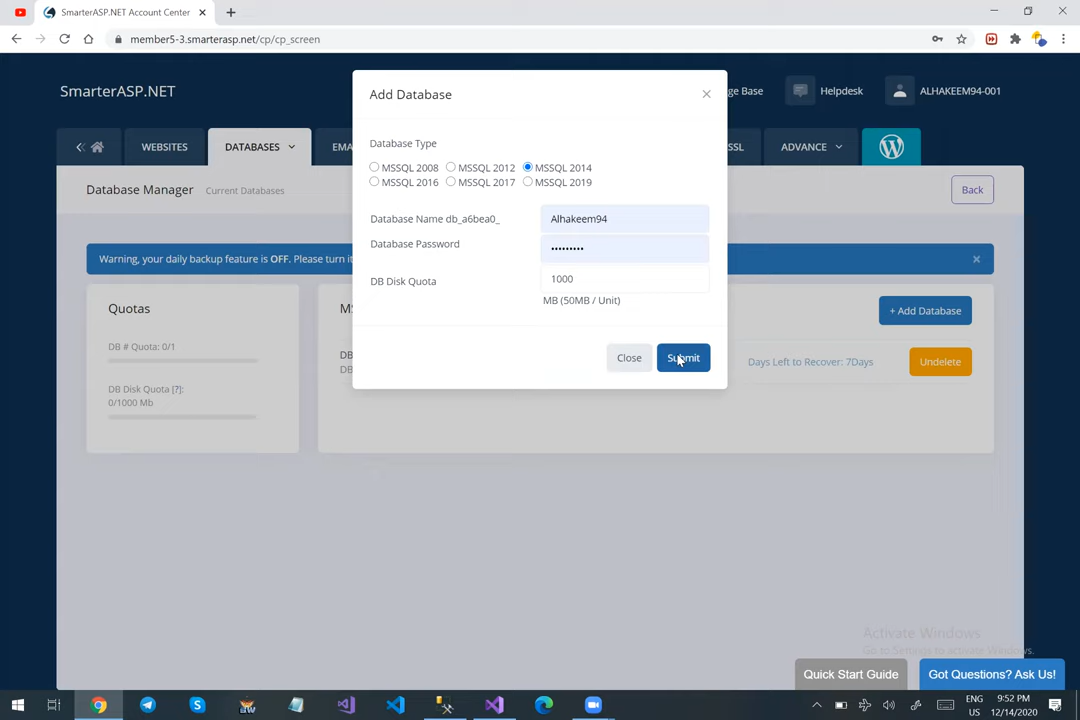 SmarterASP.NET Account Center
member5-3.smarterasp.net/cp/cp_screen
SmarterASP.NET
ge Base
Helpdesk
ALHAKEEM94-001
WEBSITES
DATABASES
EMA
SSL
ADVANCE
Database Manager Current Databases
Back
Warning, your daily backup feature is OFF. Please turn it
Quotas
DB # Quota: 0/1
DB Disk Quota [?]:
0/1000 Mb
MS
+ Add Database
DB
DB
Days Left to Recover: 7Days
Undelete
Add Database
Database Type
MSSQL 2008 MSSQL 2012 MSSQL 2014
MSSQL 2016 MSSQL 2017 MSSQL 2019
Database Name db_a6bea0_ Alhakeem94
Database Password •••••••••
DB Disk Quota 1000
MB (50MB / Unit)
Close
Submit
Activate Windows
Go to Settings to activate Windows.
Quick Start Guide
Got Questions? Ask Us!
ENG
US
9:52 PM
12/14/2020